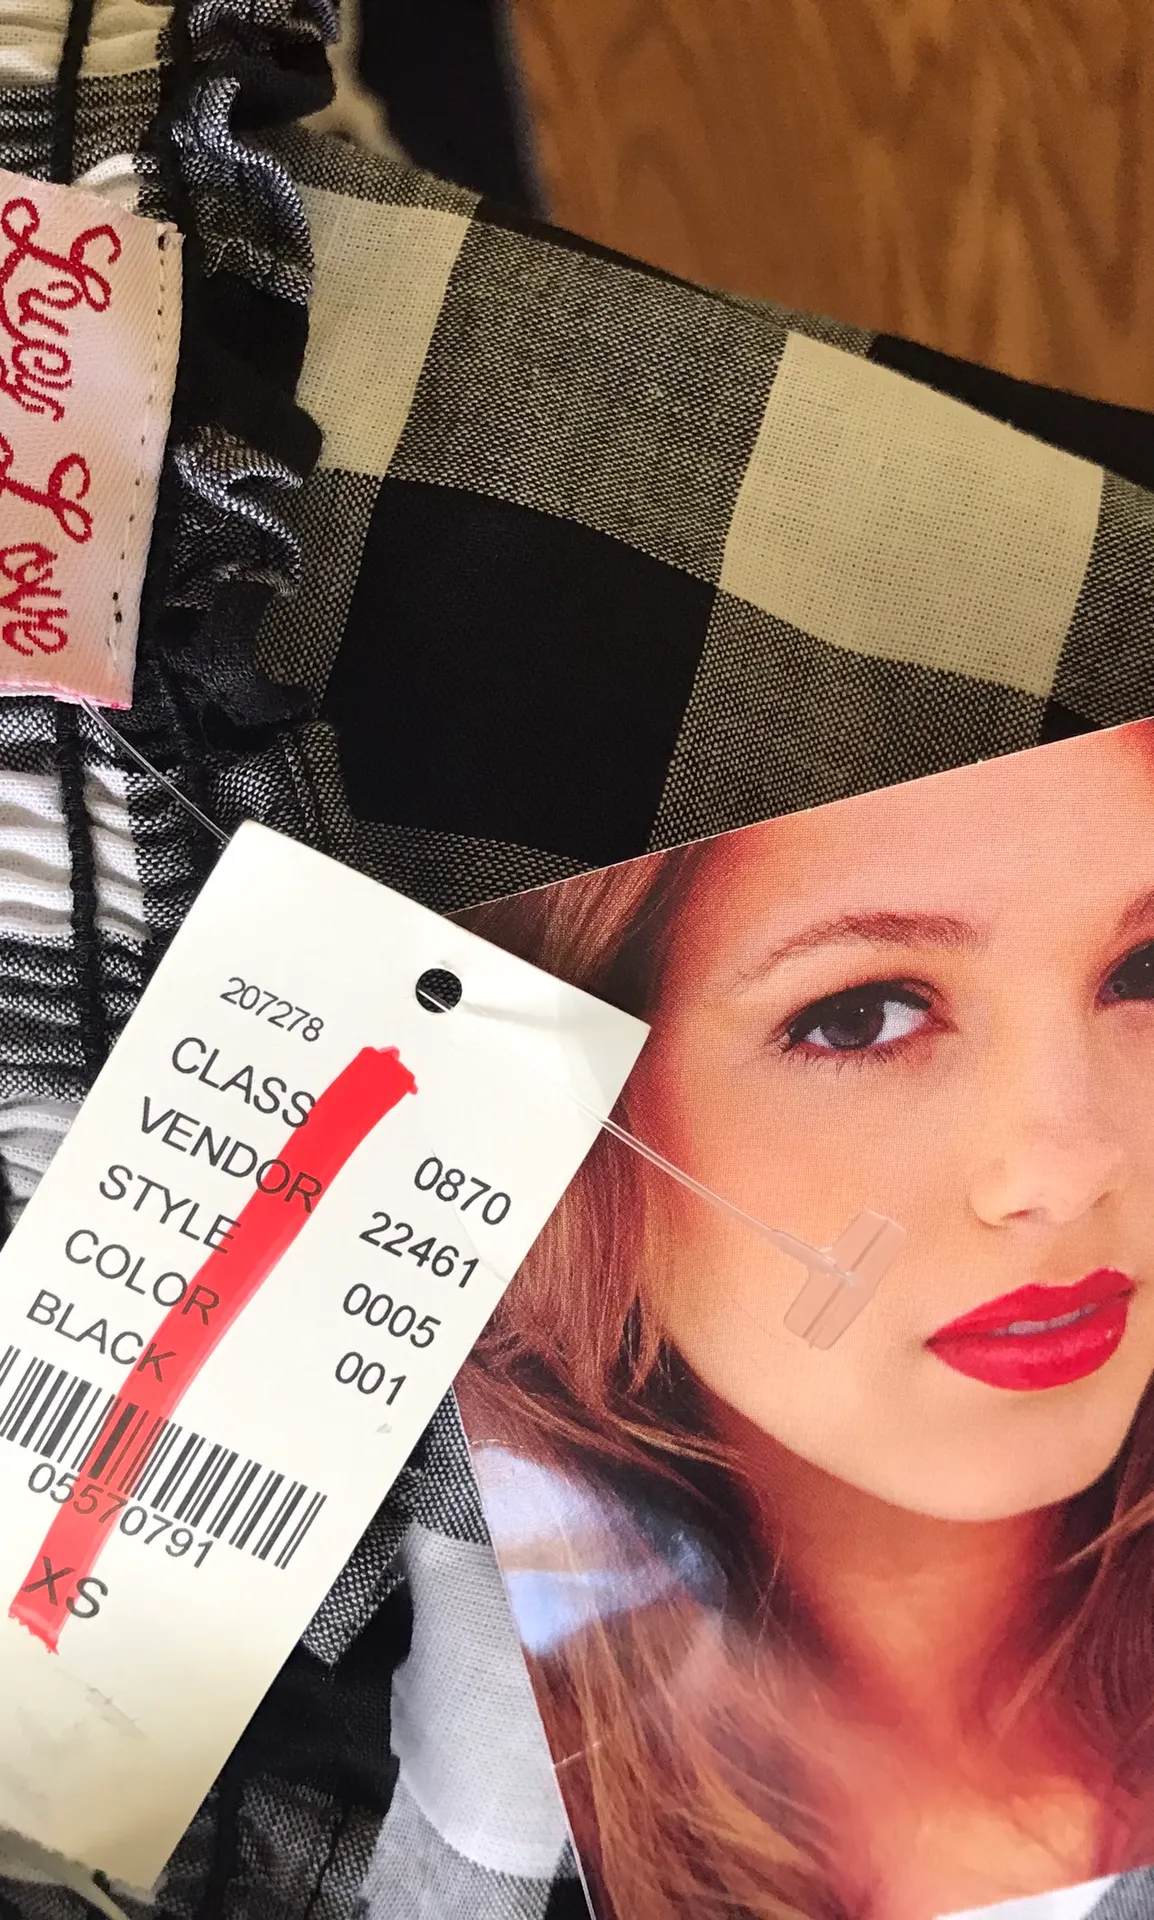 Lucy Love
207278
CLASS 0870
VENDOR 22461
STYLE 0005
COLOR 001
BLACK
05570791
XS